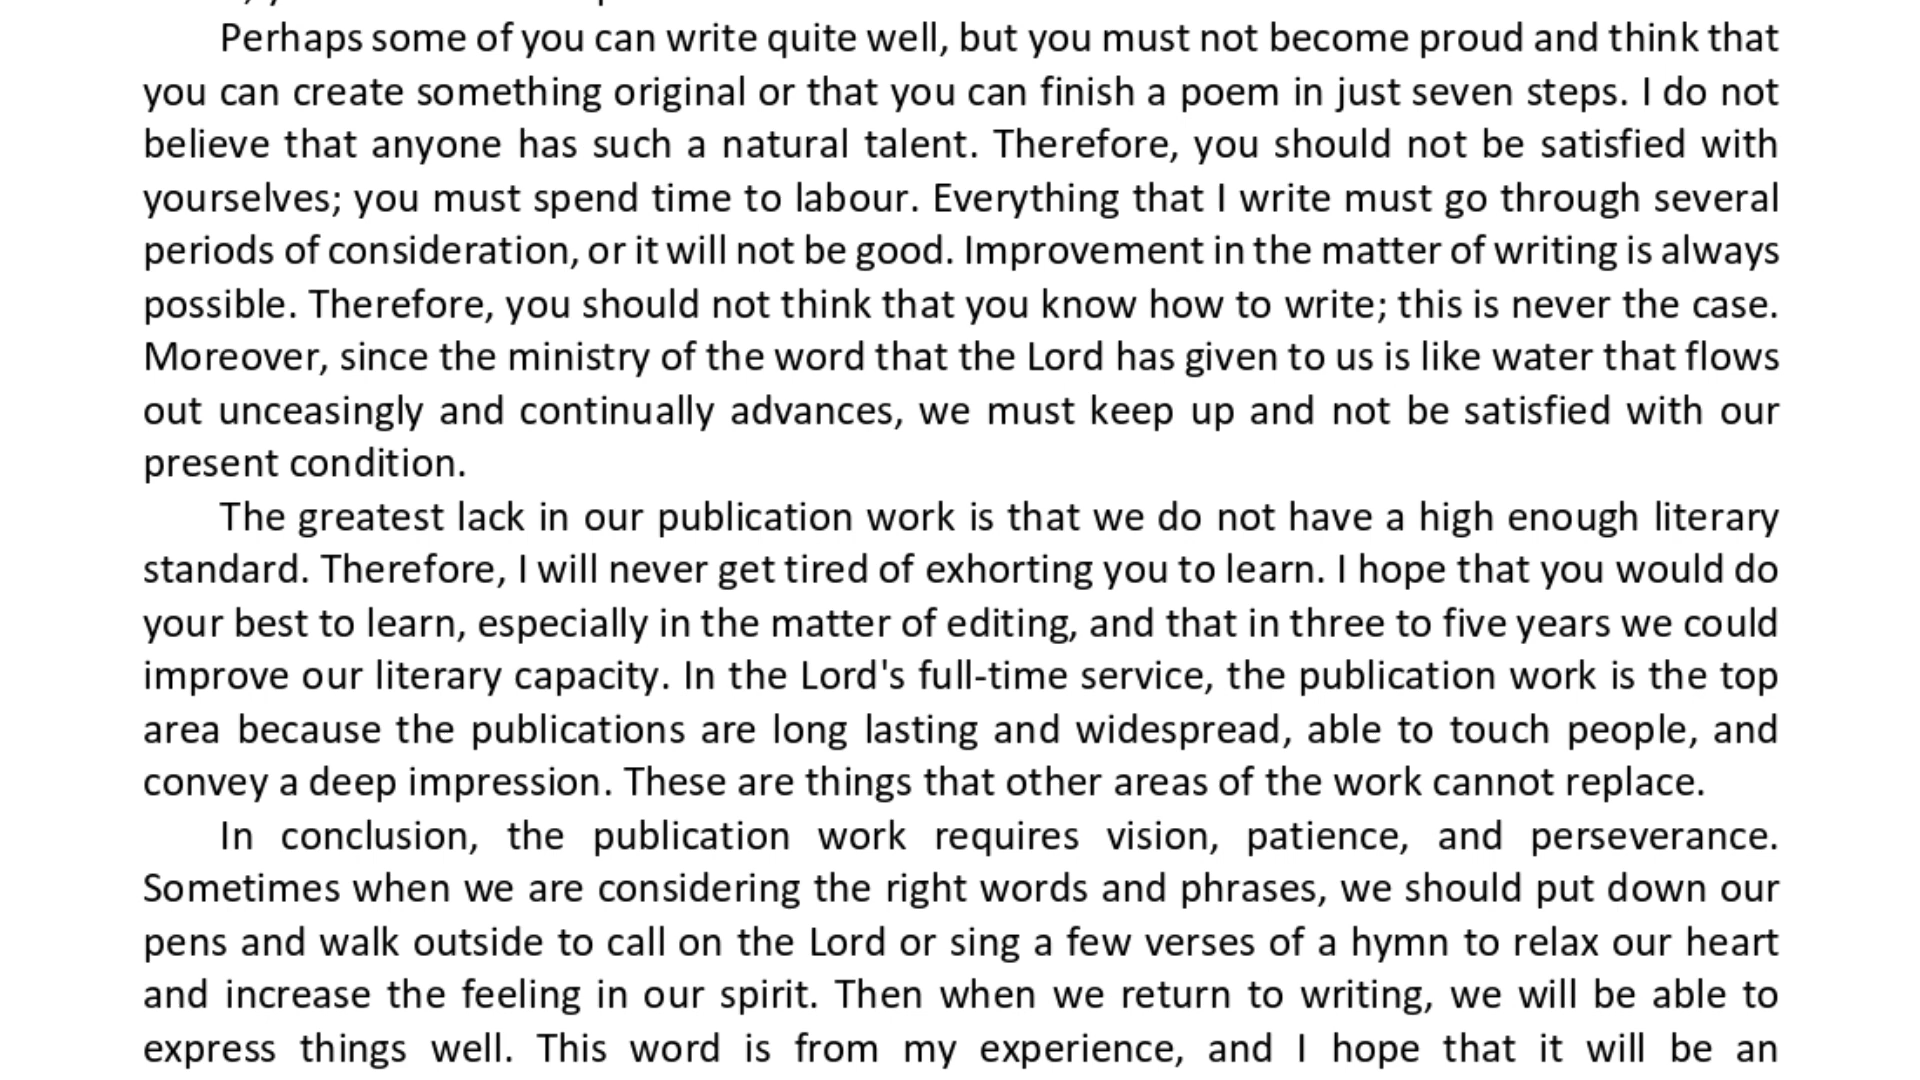 Perhaps some of you can write quite well, but you must not become proud and think that
you can create something original or that you can finish a poem in just seven steps. I do not
believe that anyone has such a natural talent. Therefore, you should not be satisfied with
yourselves; you must spend time to labour. Everything that I write must go through several
periods of consideration, or it will not be good. Improvement in the matter of writing is always
possible. Therefore, you should not think that you know how to write; this is never the case.
Moreover, since the ministry of the word that the Lord has given to us is like water that flows
out unceasingly and continually advances, we must keep up and not be satisfied with our
present condition.
The greatest lack in our publication work is that we do not have a high enough literary
standard. Therefore, I will never get tired of exhorting you to learn. I hope that you would do
your best to learn, especially in the matter of editing, and that in three to five years we could
improve our literary capacity. In the Lord's full-time service, the publication work is the top
area because the publications are long lasting and widespread, able to touch people, and
convey a deep impression. These are things that other areas of the work cannot replace.
In conclusion, the publication work requires vision, patience, and perseverance.
Sometimes when we are considering the right words and phrases, we should put down our
pens and walk outside to call on the Lord or sing a few verses of a hymn to relax our heart
and increase the feeling in our spirit. Then when we return to writing, we will be able to
express things well. This word is from my experience, and I hope that it will be an